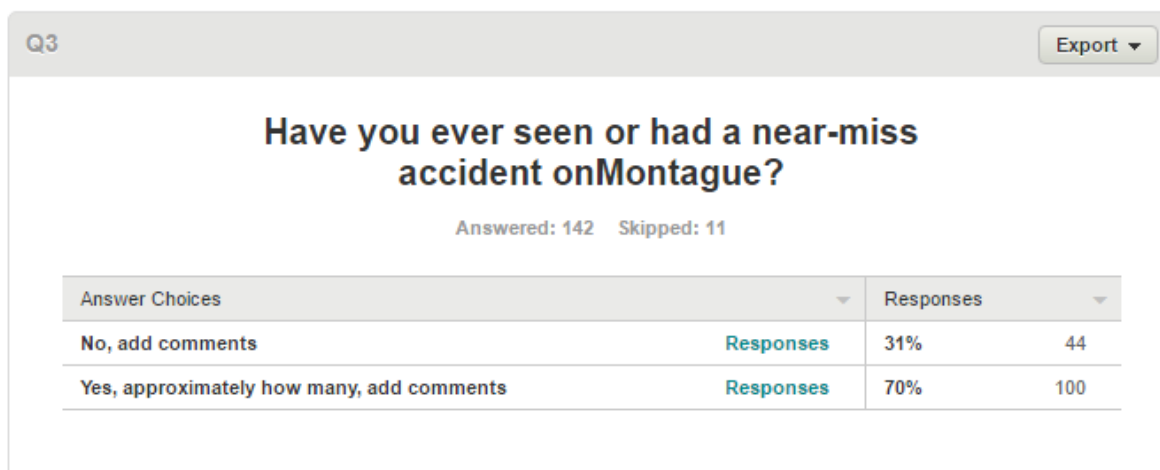 Q3
Export
Have you ever seen or had a near-miss
accident onMontague?
Answered: 142 Skipped: 11
Answer Choices Responses
No, add comments Responses 31% 44
Yes, approximately how many, add comments Responses 70% 100